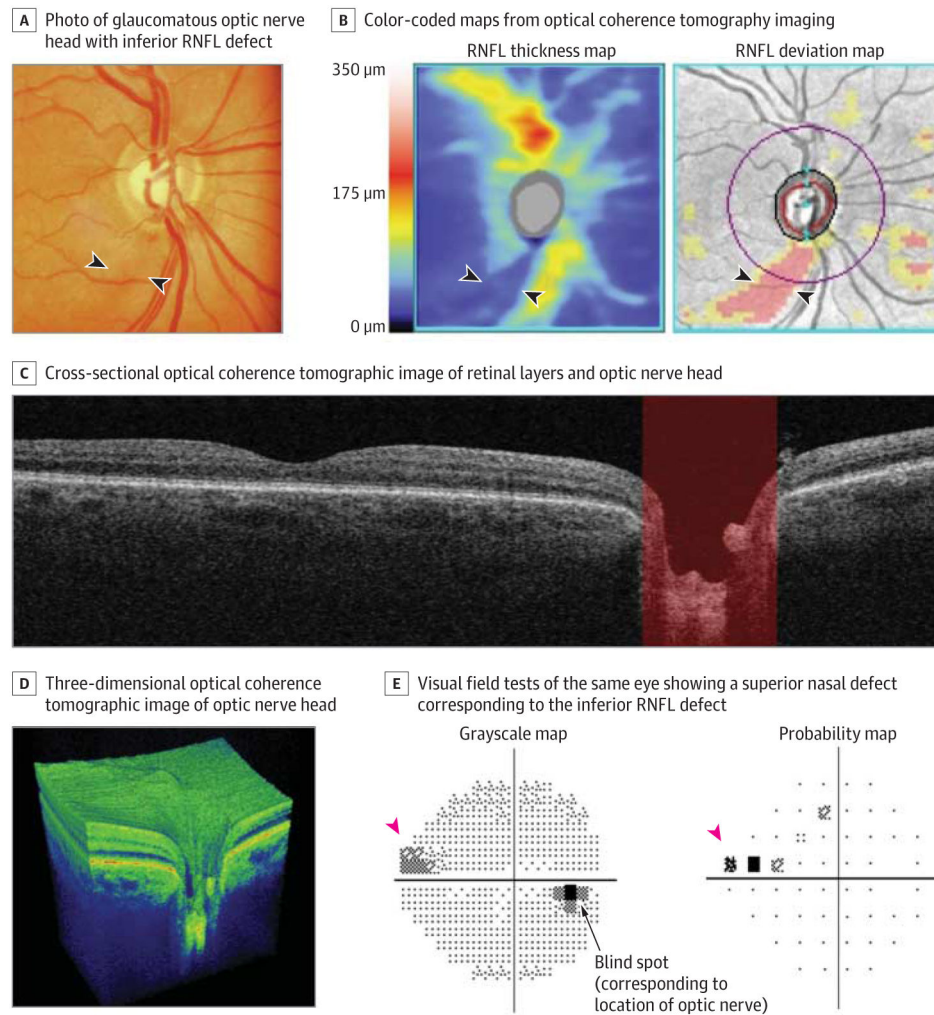 A Photo of glaucomatous optic nerve
head with inferior RNFL defect
B Color-coded maps from optical coherence tomography imaging
RNFL thickness map
RNFL deviation map
350 µm
175 µm
0 µm
C Cross-sectional optical coherence tomographic image of retinal layers and optic nerve head
D Three-dimensional optical coherence
tomographic image of optic nerve head
E Visual field tests of the same eye showing a superior nasal defect
corresponding to the inferior RNFL defect
Grayscale map
Probability map
Blind spot
(corresponding to
location of optic nerve)